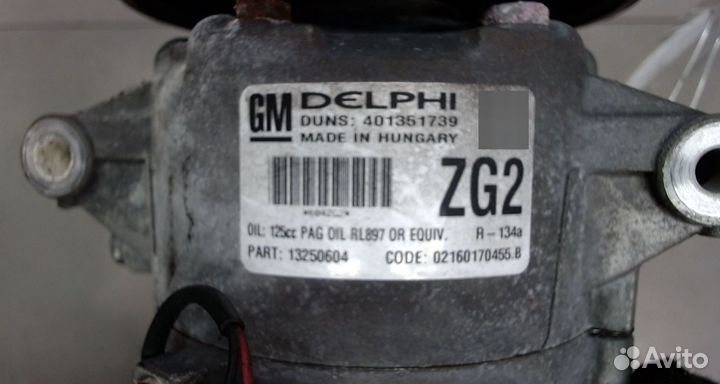 GM DELPHI
DUNS: 401351739
MADE IN HUNGARY
ZG2
OIL: 125cc PAG OIL RL897 OR EQUIV. R-134a
PART: 13250604 CODE: 02160170455.B
Avito